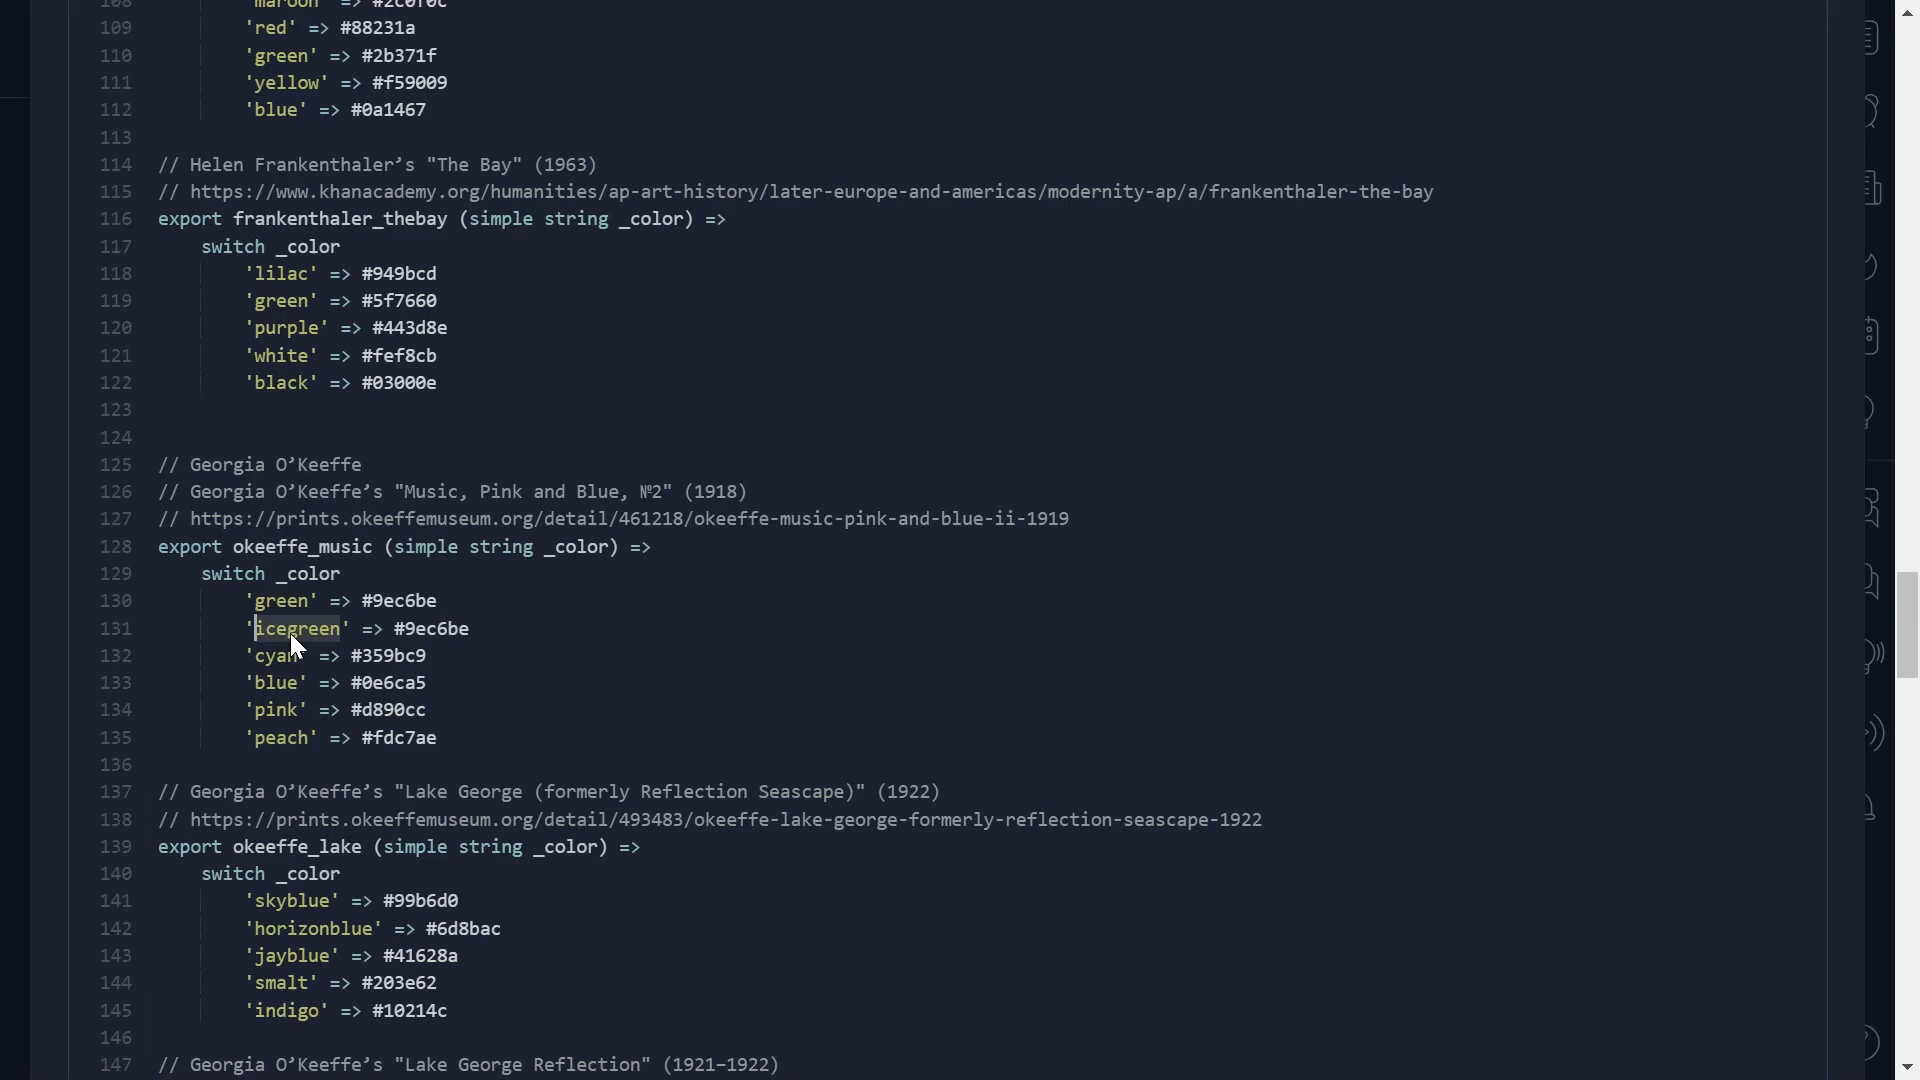 108 'maroon' => #2c0f0c
109 'red' => #88231a
110 'green' => #2b371f
111 'yellow' => #f59009
112 'blue' => #0a1467
113
114 // Helen Frankenthaler’s "The Bay" (1963)
115 // https://www.khanacademy.org/humanities/ap-art-history/later-europe-and-americas/modernity-ap/a/frankenthaler-the-bay
116 export frankenthaler_thebay (simple string _color) =>
117 switch _color
118 'lilac' => #949bcd
119 'green' => #5f7660
120 'purple' => #443d8e
121 'white' => #fef8cb
122 'black' => #03000e
123
124
125 // Georgia O’Keeffe
126 // Georgia O’Keeffe’s "Music, Pink and Blue, №2" (1918)
127 // https://prints.okeeffemuseum.org/detail/461218/okeeffe-music-pink-and-blue-ii-1919
128 export okeeffe_music (simple string _color) =>
129 switch _color
130 'green' => #9ec6be
131 'icegreen' => #9ec6be
132 'cyan' => #359bc9
133 'blue' => #0e6ca5
134 'pink' => #d890cc
135 'peach' => #fdc7ae
136
137 // Georgia O’Keeffe’s "Lake George (formerly Reflection Seascape)" (1922)
138 // https://prints.okeeffemuseum.org/detail/493483/okeeffe-lake-george-formerly-reflection-seascape-1922
139 export okeeffe_lake (simple string _color) =>
140 switch _color
141 'skyblue' => #99b6d0
142 'horizonblue' => #6d8bac
143 'jayblue' => #41628a
144 'smalt' => #203e62
145 'indigo' => #10214c
146
147 // Georgia O’Keeffe’s "Lake George Reflection" (1921–1922)